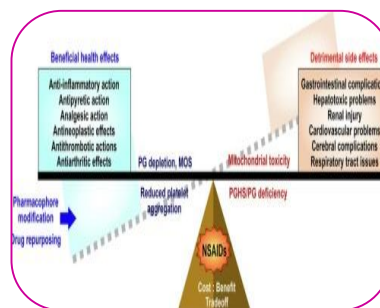 Beneficial health effects
Anti-inflammatory action
Antipyretic action
Analgesic action
Antineoplastic effects
Antithrombotic actions
Antiarthritic effects
Detrimental side effects
Gastrointestinal complication
Hepatotoxic problems
Renal injury
Cardiovascular problems
Cerebral complications
Respiratory tract issues
PG depletion, MOS
Mitochondrial toxicity
Reduced platelet
aggregation
PGHS/PG deficiency
Pharmacophore
modification
Drug repurposing
NSAIDs
Cost : Benefit
Tradeoff